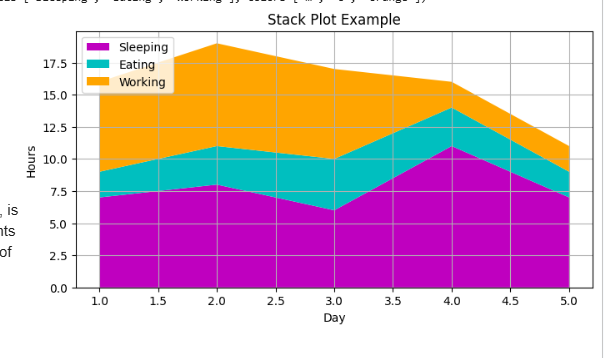 Stack Plot Example
Sleeping
Eating
Working
17.5
15.0
12.5
10.0
7.5
5.0
2.5
0.0
Hours
1.0 1.5 2.0 2.5 3.0 3.5 4.0 4.5 5.0
Day
, is
nts
of